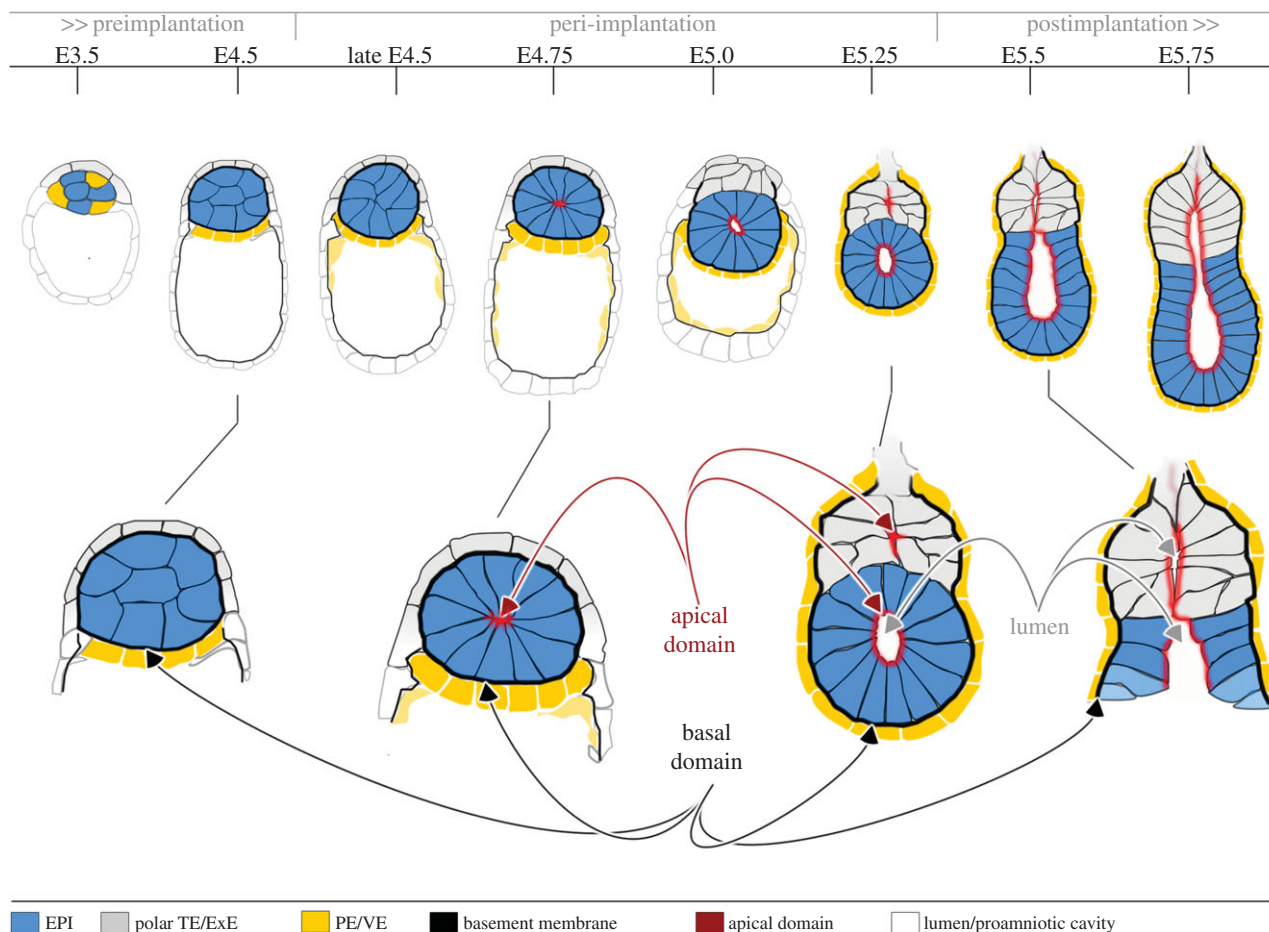 >> preimplantation peri-implantation postimplantation >>
E3.5 E4.5 late E4.5 E4.75 E5.0 E5.25 E5.5 E5.75
apical
domain
lumen
basal
domain
EPI polar TE/ExE PE/VE basement membrane apical domain lumen/proamniotic cavity